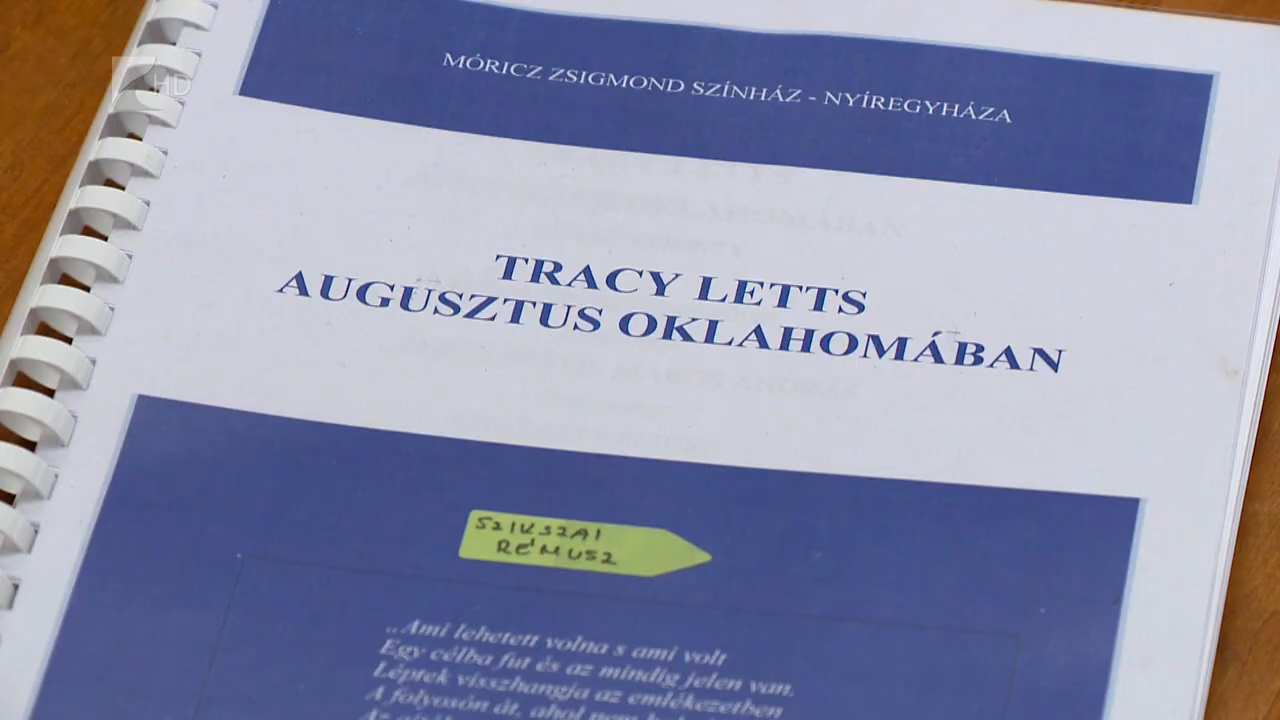 HD
MÓRICZ ZSIGMOND SZÍNHÁZ - NYÍREGYHÁZA
TRACY LETTS
AUGUSZTUS OKLAHOMÁBAN
SZIKSZAI
RÉMUSZ
„Ami lehetett volna s ami volt
Egy célba fut és az mindig jelen van.
Léptek visszhangja az emlékezetben
A folyosón át, ahol nem